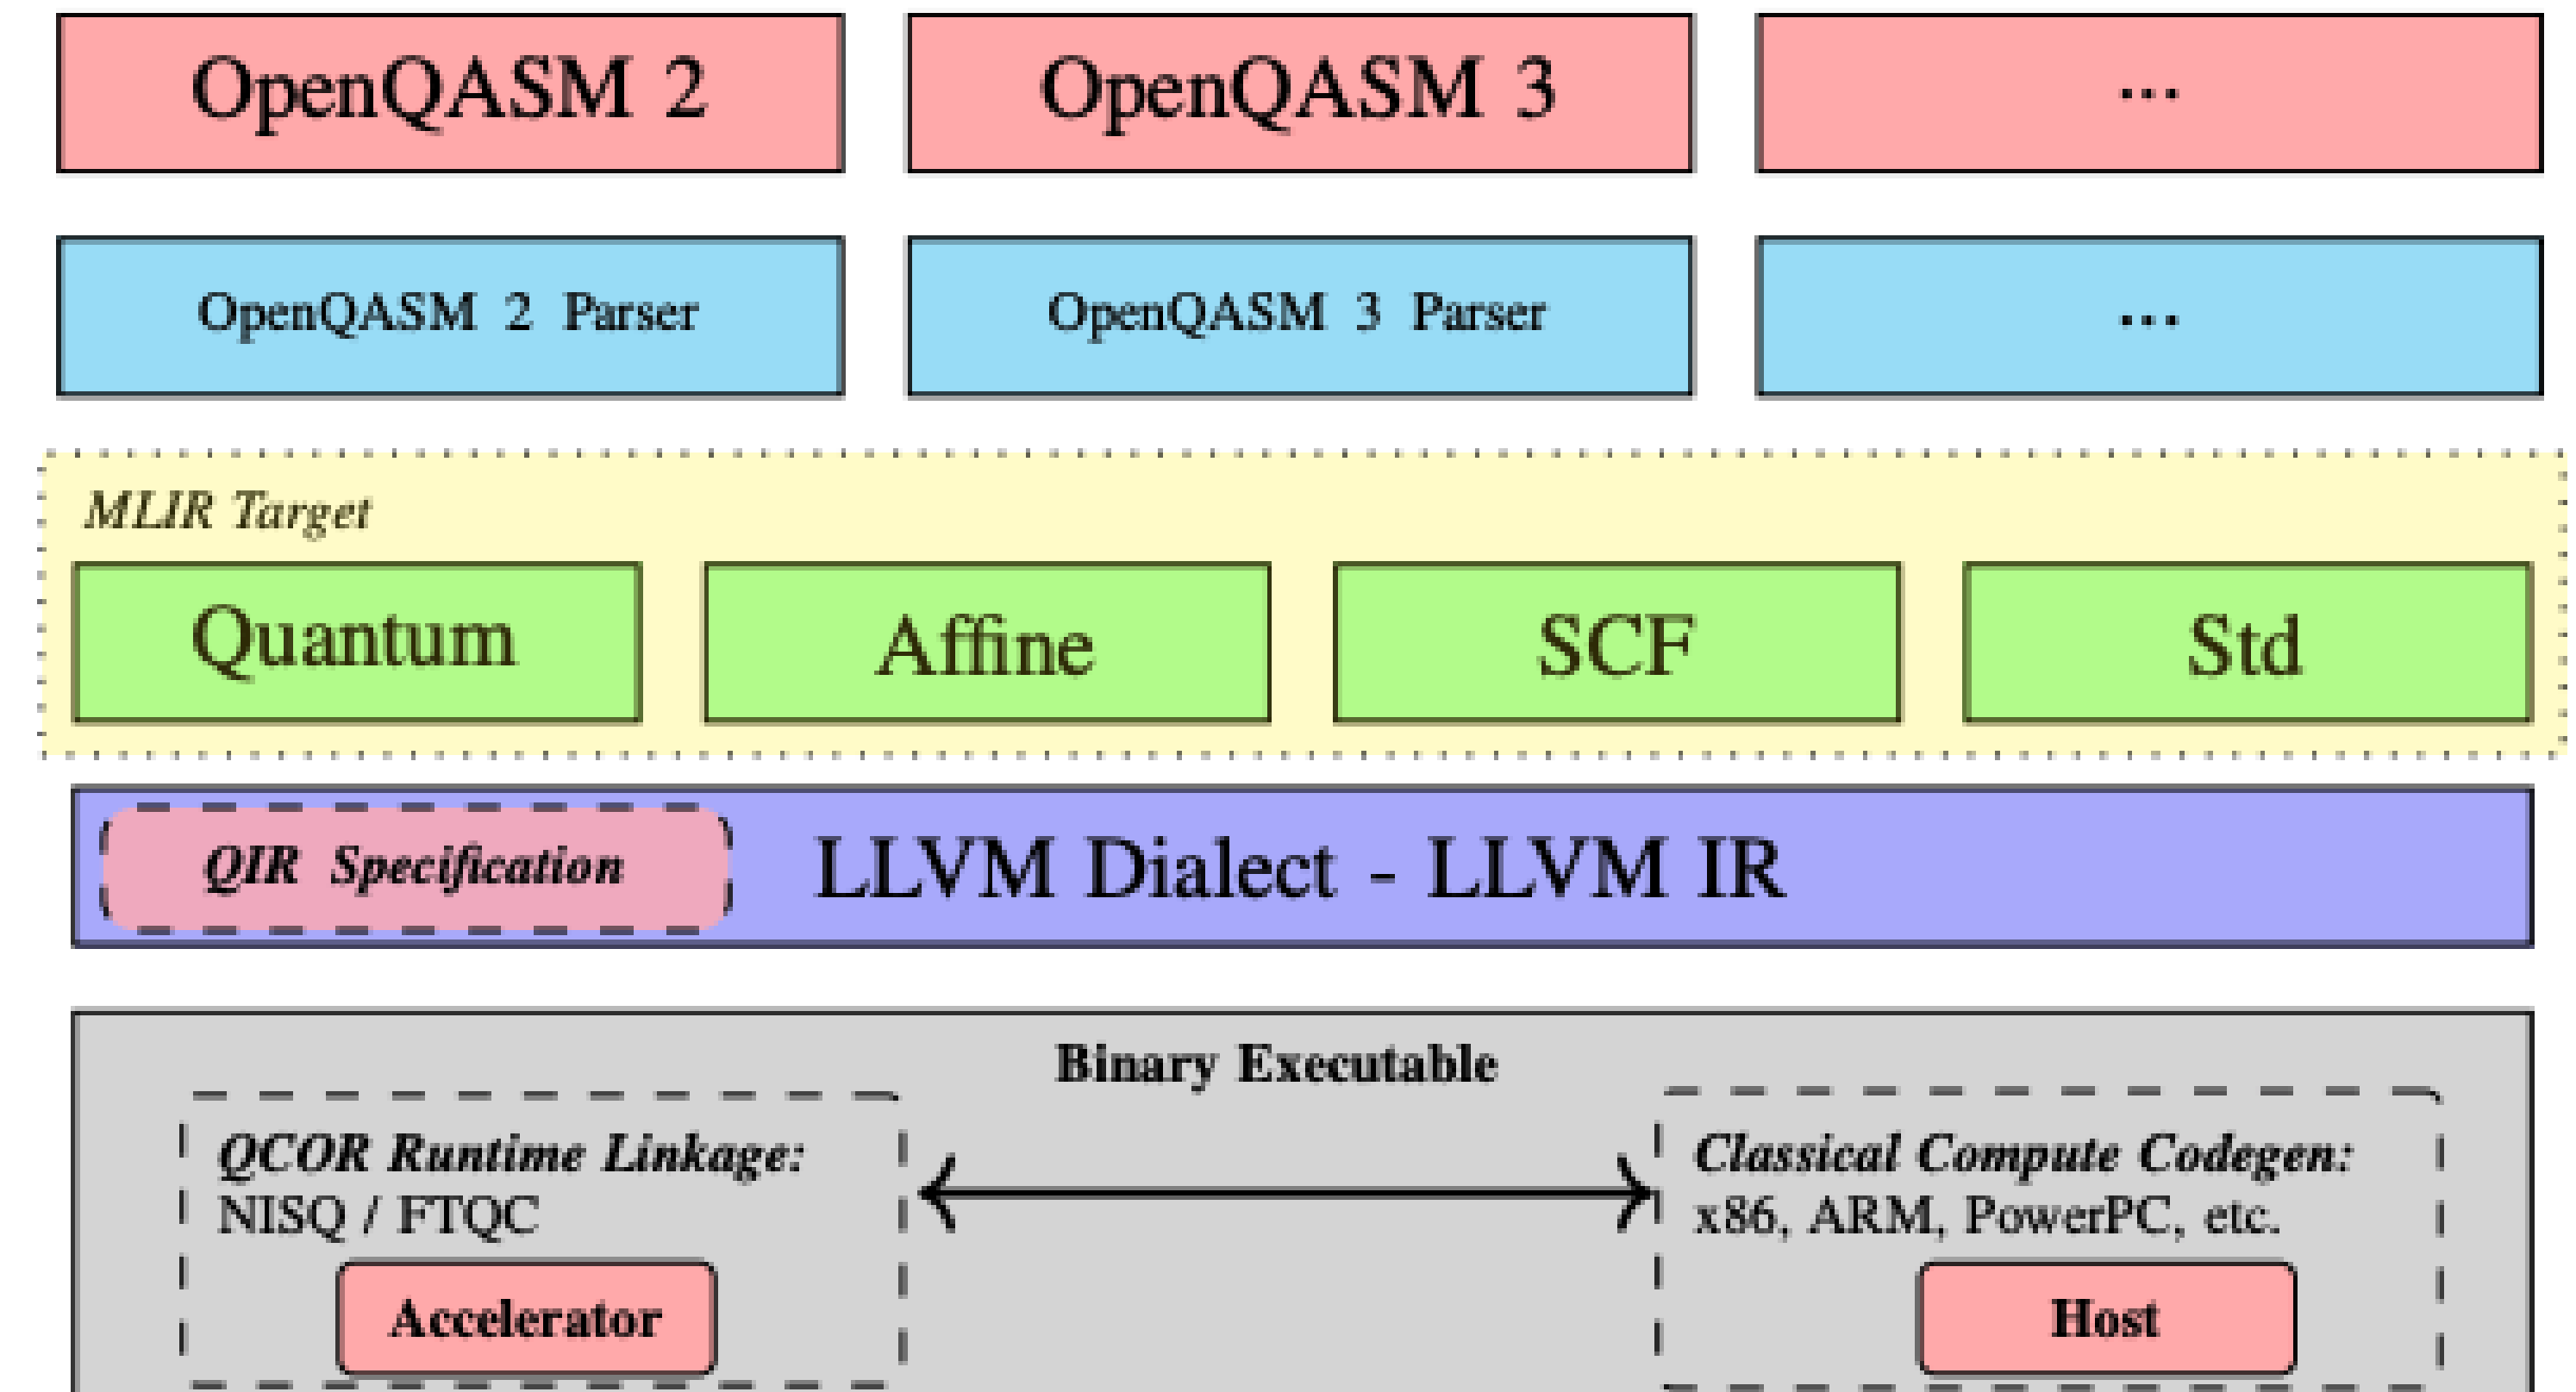 OpenQASM 2
OpenQASM 3
...
OpenQASM 2 Parser
OpenQASM 3 Parser
...
MLIR Target
Quantum
Affine
SCF
Std
QIR Specification
LLVM Dialect - LLVM IR
Binary Executable
QCOR Runtime Linkage:
NISQ / FTQC
Accelerator
Classical Compute Codegen:
x86, ARM, PowerPC, etc.
Host